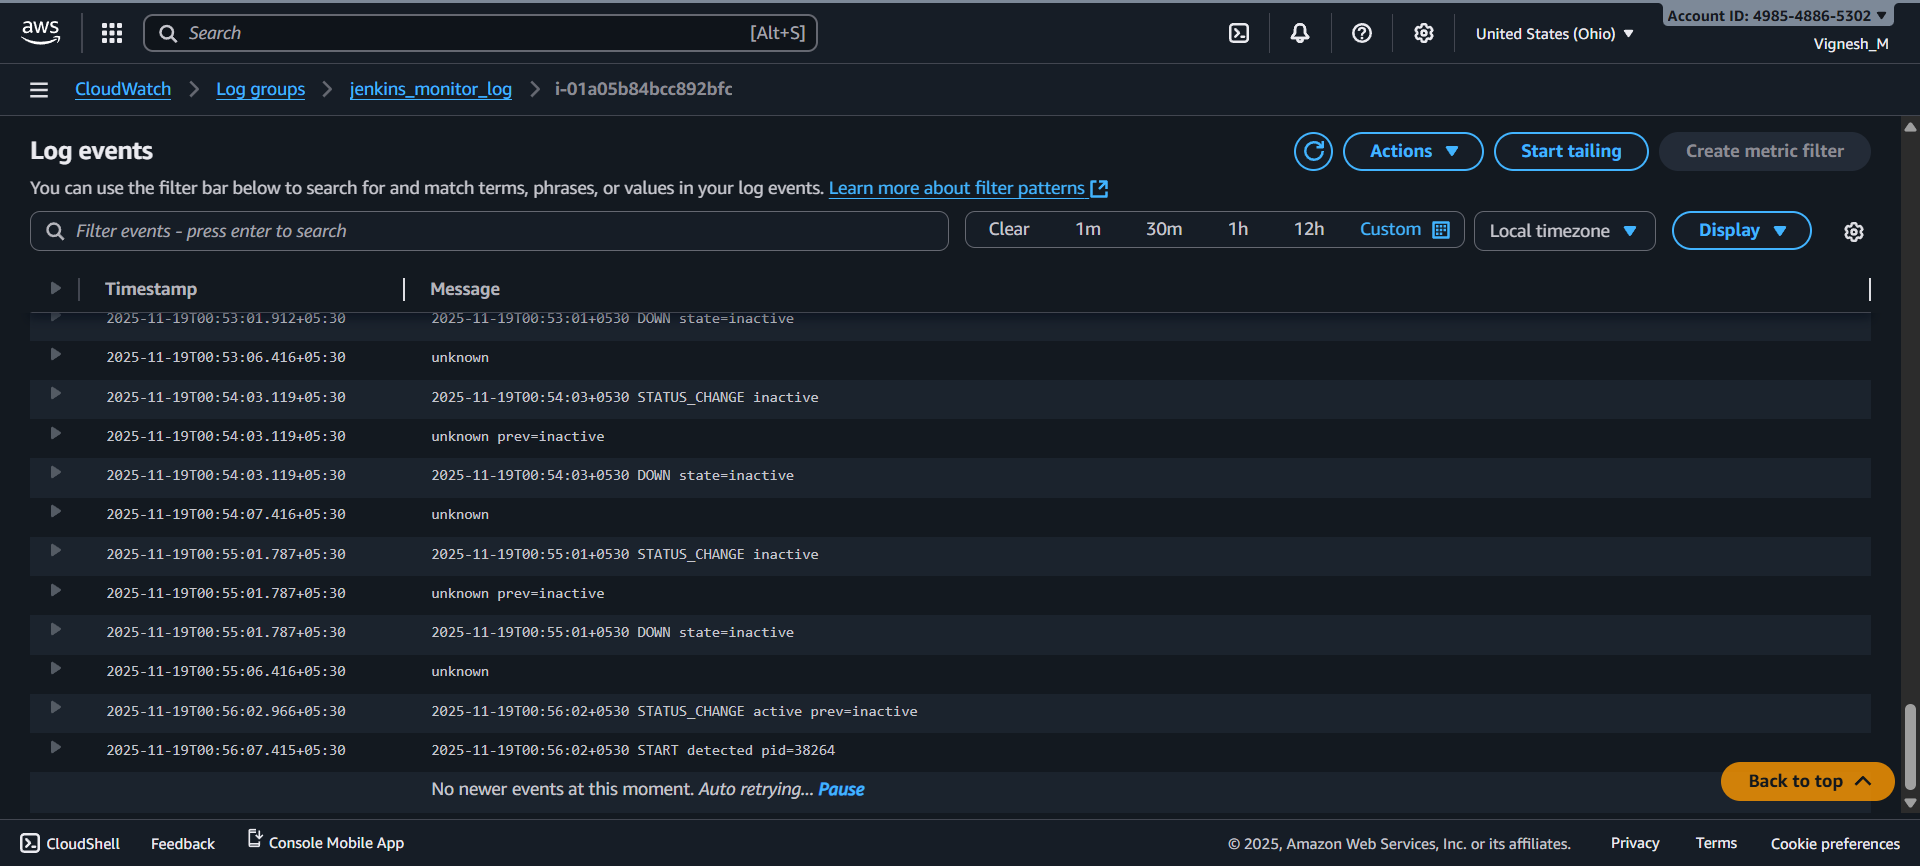 aws
Search [Alt+S]
United States (Ohio)
Account ID: 4985-4886-5302
Vignesh_M
CloudWatch Log groups jenkins_monitor_log i-01a05b84bcc892bfc
Log events
Actions
Start tailing
Create metric filter
You can use the filter bar below to search for and match terms, phrases, or values in your log events. Learn more about filter patterns
Filter events - press enter to search
Clear 1m 30m 1h 12h Custom
Local timezone
Display
Timestamp Message
2025-11-19T00:53:01.912+05:30 2025-11-19T00:53:01+0530 DOWN state=inactive
2025-11-19T00:53:06.416+05:30 unknown
2025-11-19T00:54:03.119+05:30 2025-11-19T00:54:03+0530 STATUS_CHANGE inactive
2025-11-19T00:54:03.119+05:30 unknown prev=inactive
2025-11-19T00:54:03.119+05:30 2025-11-19T00:54:03+0530 DOWN state=inactive
2025-11-19T00:54:07.416+05:30 unknown
2025-11-19T00:55:01.787+05:30 2025-11-19T00:55:01+0530 STATUS_CHANGE inactive
2025-11-19T00:55:01.787+05:30 unknown prev=inactive
2025-11-19T00:55:01.787+05:30 2025-11-19T00:55:01+0530 DOWN state=inactive
2025-11-19T00:55:06.416+05:30 unknown
2025-11-19T00:56:02.966+05:30 2025-11-19T00:56:02+0530 STATUS_CHANGE active prev=inactive
2025-11-19T00:56:07.415+05:30 2025-11-19T00:56:02+0530 START detected pid=38264
No newer events at this moment. Auto retrying... Pause
Back to top
CloudShell Feedback Console Mobile App © 2025, Amazon Web Services, Inc. or its affiliates. Privacy Terms Cookie preferences